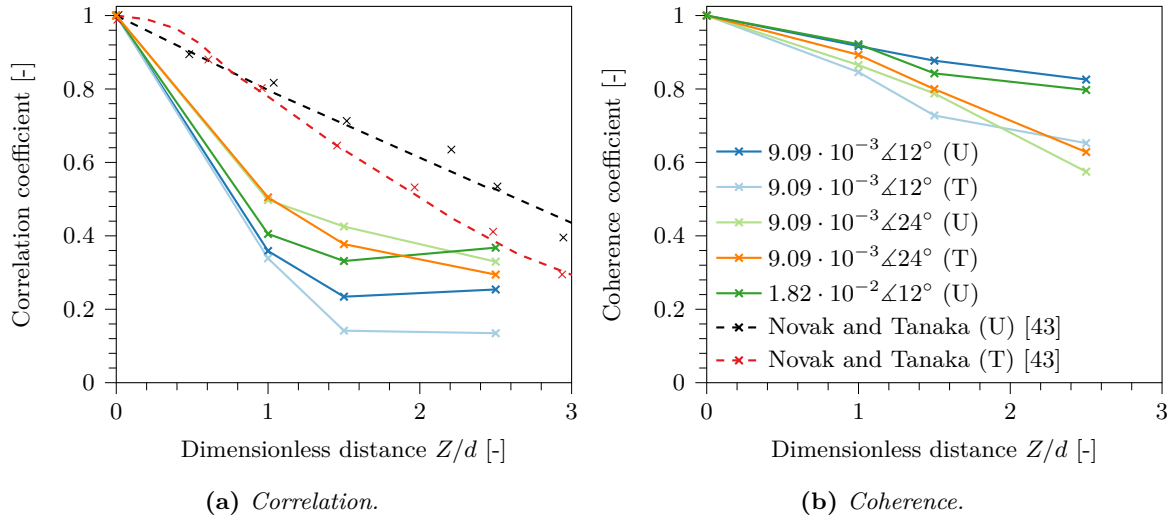 1
0.8
0.6
0.4
0.2
0
0
1
2
3
Correlation coefficient [-]
Dimensionless distance Z/d [-]
(a) Correlation.
1
0.8
0.6
0.4
0.2
0
0
1
2
3
Coherence coefficient [-]
9.09 · 10⁻³∡12° (U)
9.09 · 10⁻³∡12° (T)
9.09 · 10⁻³∡24° (U)
9.09 · 10⁻³∡24° (T)
1.82 · 10⁻²∡12° (U)
Novak and Tanaka (U) [43]
Novak and Tanaka (T) [43]
Dimensionless distance Z/d [-]
(b) Coherence.